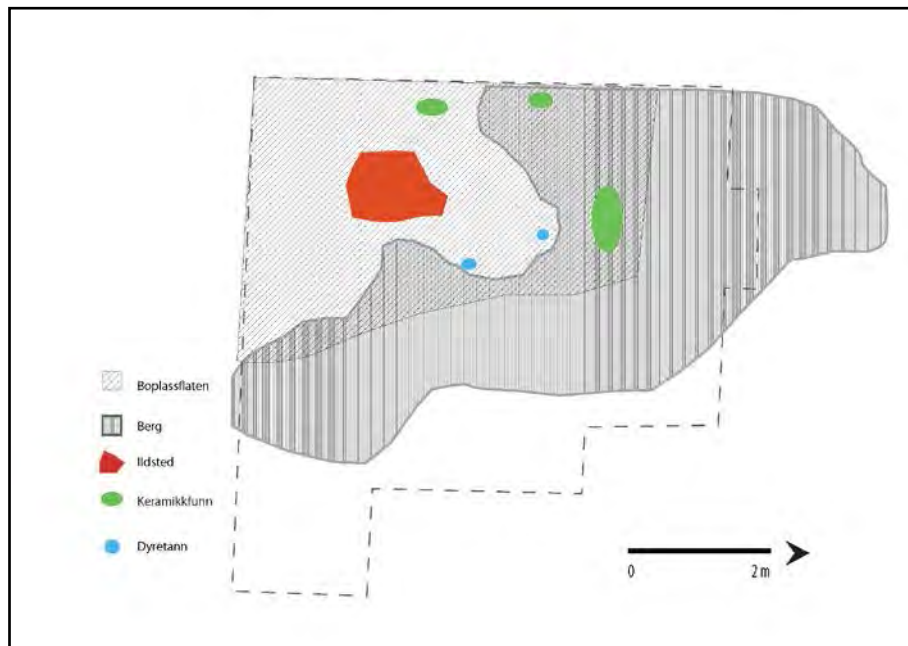 Boplassflaten
Berg
Ildsted
Keramikkfunn
Dyretann
0 2 m